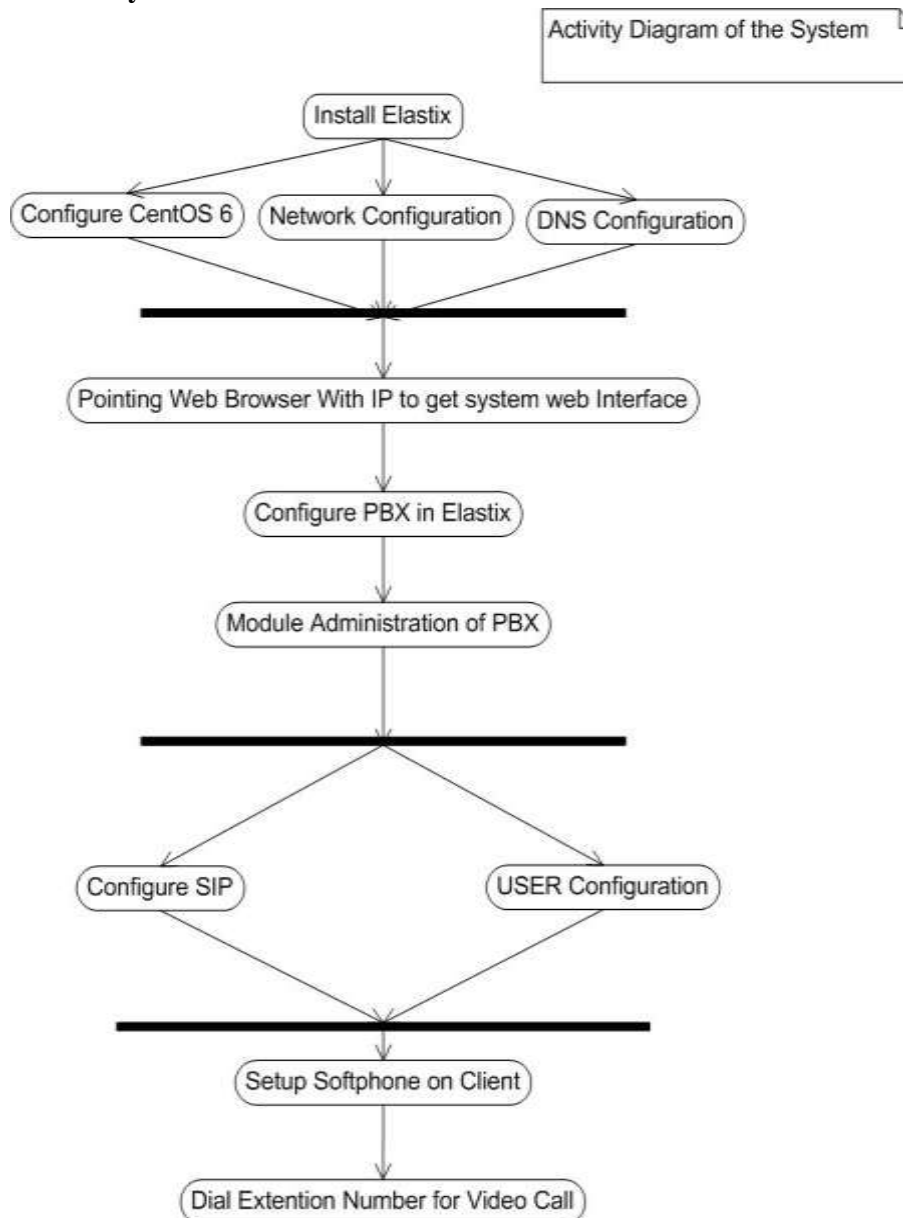 Activity Diagram of the System
Install Elastix
Configure CentOS 6
Network Configuration
DNS Configuration
Pointing Web Browser With IP to get system web Interface
Configure PBX in Elastix
Module Administration of PBX
Configure SIP
USER Configuration
Setup Softphone on Client
Dial Extention Number for Video Call